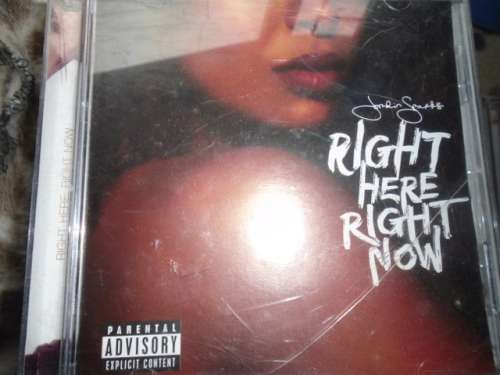 Jordin Sparks
RIGHT
HERE
RIGHT
NOW
RIGHT HERE RIGHT NOW
PARENTAL
ADVISORY
EXPLICIT CONTENT